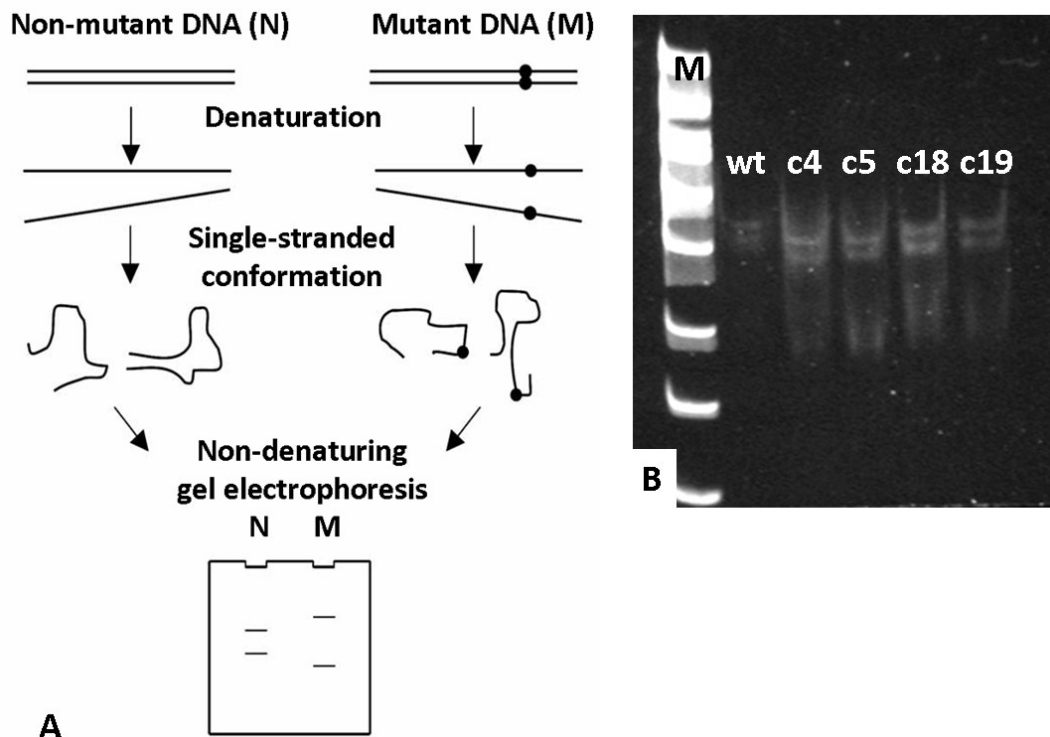 Non-mutant DNA (N)
Mutant DNA (M)
Denaturation
Single-stranded
conformation
Non-denaturing
gel electrophoresis
N M
A
M
wt c4 c5 c18 c19
B